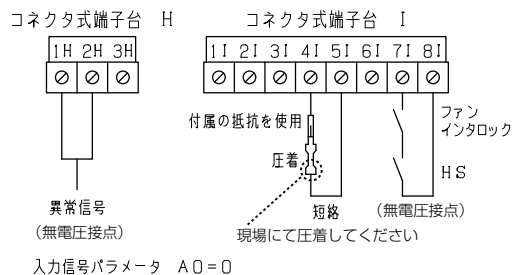 コネクタ式端子台 H
コネクタ式端子台 I
1H 2H 3H
1I 2I 3I 4I 5I 6I 7I 8I
付属の抵抗を使用
ファン
インタロック
圧着
HS
異常信号
(無電圧接点)
短絡
(無電圧接点)
現場にて圧着してください
入力信号パラメータ A0=0